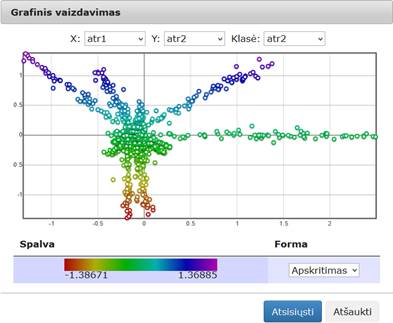 Grafinis vaizdavimas
X: atr1 Y: atr2 Klasė: atr2
1
0.5
0
-0.5
-1
-1 -0.5 0 0.5 1 1.5 2
Spalva Forma
-1.38671 1.36885 Apskritimas
Atsisiųsti Atšaukti